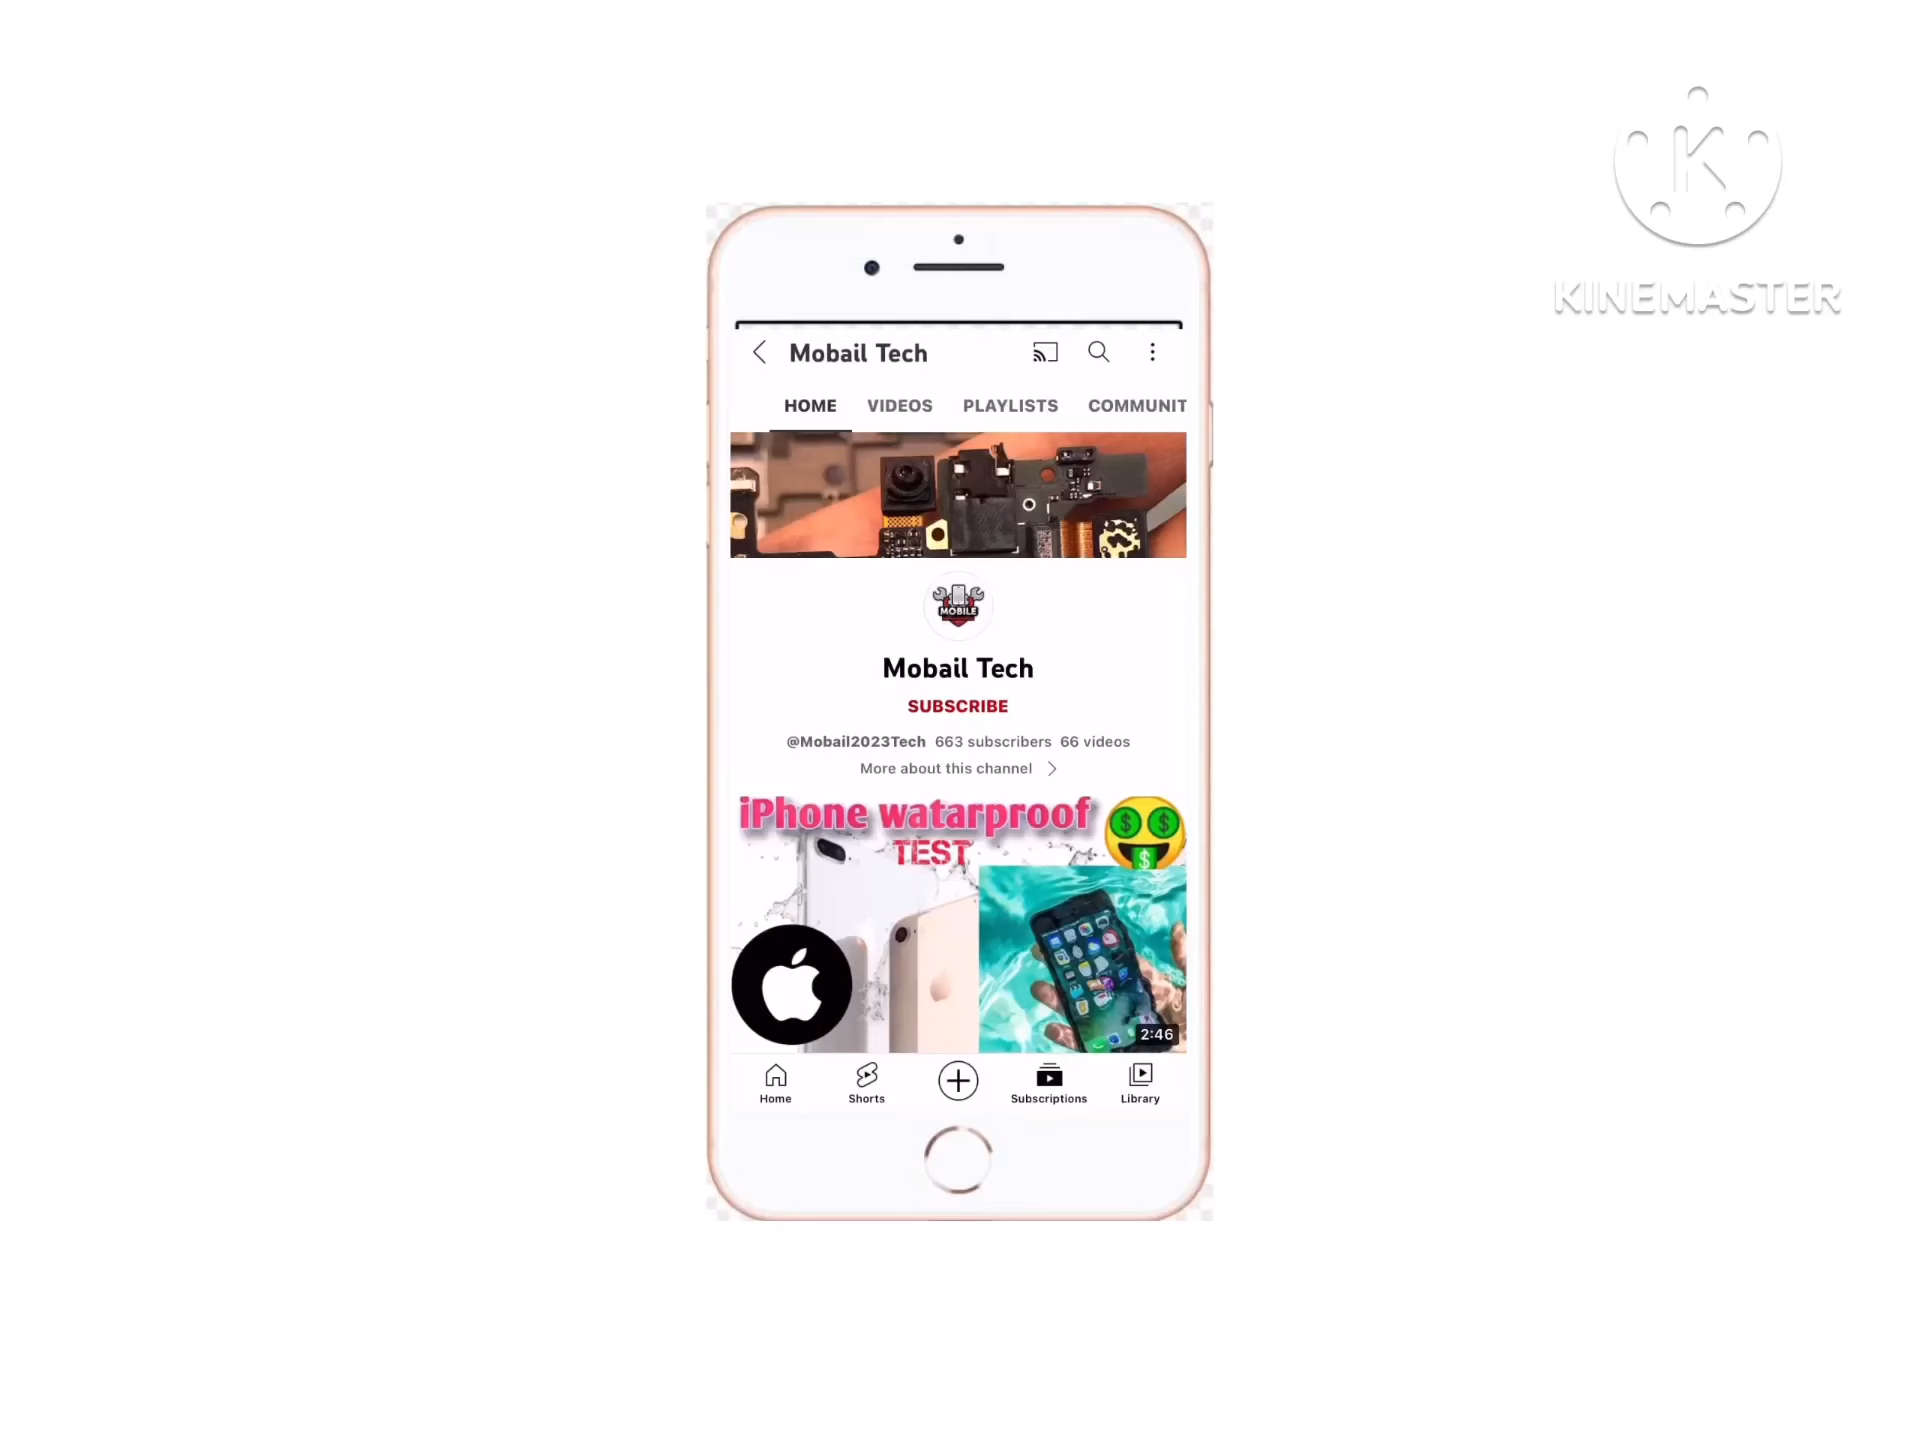 KINEMASTER
Mobail Tech
HOME VIDEOS PLAYLISTS COMMUNIT
MOBILE
Mobail Tech
SUBSCRIBE
@Mobail2023Tech 663 subscribers 66 videos
More about this channel
iPhone watarproof
TEST
2:46
Home Shorts Subscriptions Library